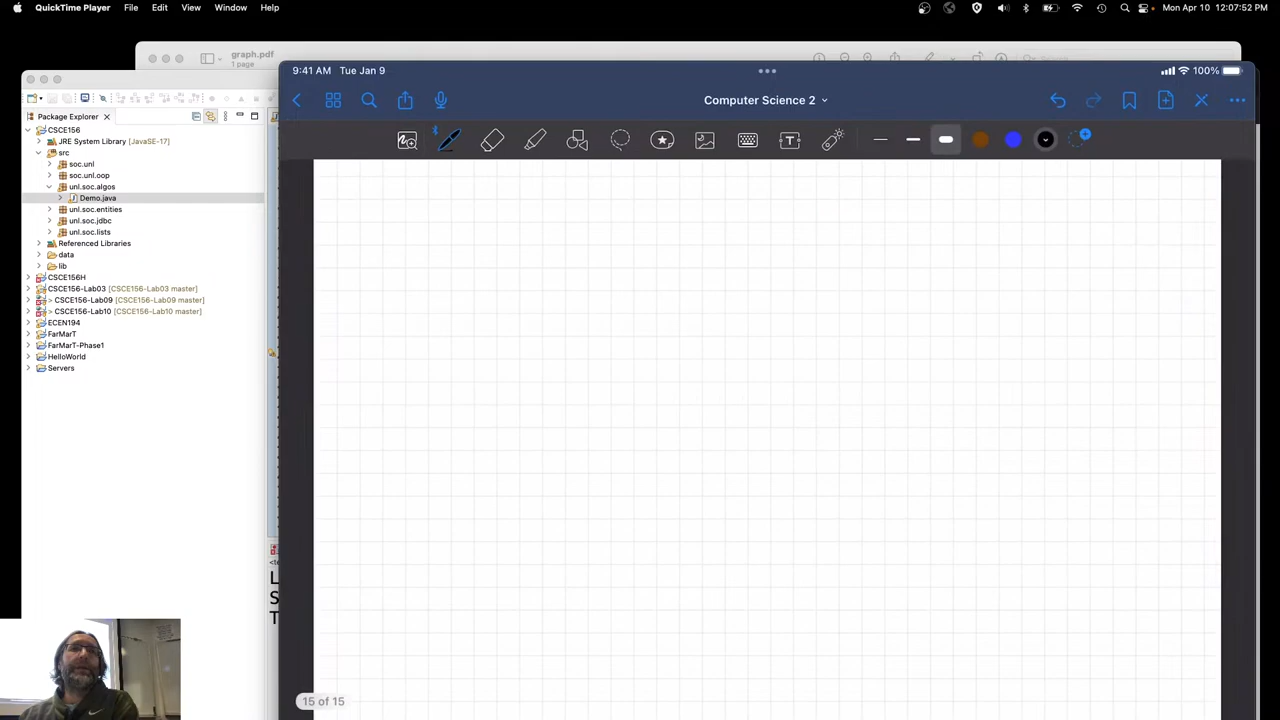 QuickTime Player File Edit View Window Help Mon Apr 10 12:07:52
graph.pdf
1 page
9:41 AM Tue Jan 9 100%
Computer Science 2
Package Explorer
CSCE156
JRE System Library [JavaSE-17]
src
soc.unl
soc.unl.oop
unl.soc.algos
Demo.java
unl.soc.entities
unl.soc.jdbc
unl.soc.lists
Referenced Libraries
data
lib
CSCE156H
CSCE156-Lab03 [CSCE156-Lab03 master]
> CSCE156-Lab09 [CSCE156-Lab09 master]
> CSCE156-Lab10 [CSCE156-Lab10 master]
ECEN194
FarMarT
FarMarT-Phase1
HelloWorld
Servers
L
S
T
15 of 15